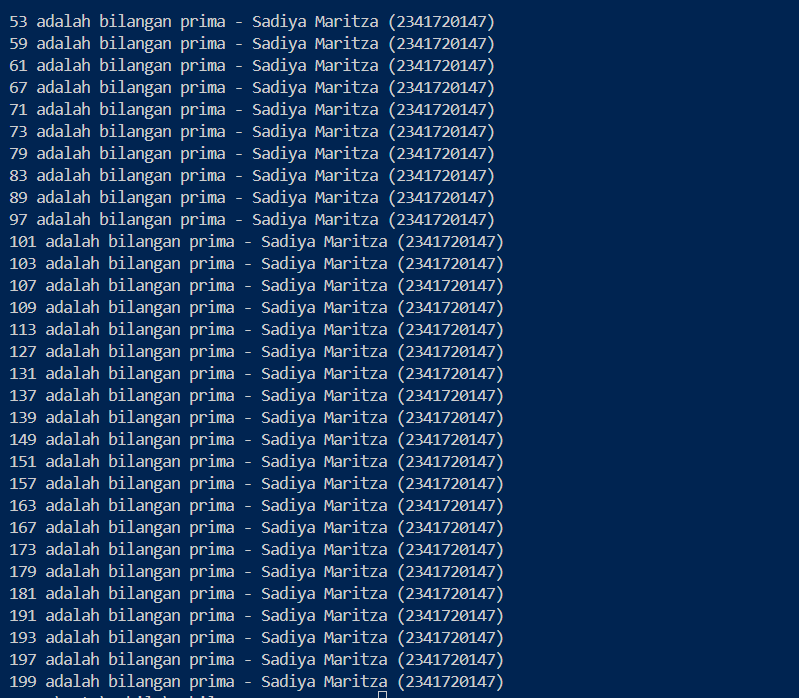 53 adalah bilangan prima - Sadiya Maritza (2341720147)
59 adalah bilangan prima - Sadiya Maritza (2341720147)
61 adalah bilangan prima - Sadiya Maritza (2341720147)
67 adalah bilangan prima - Sadiya Maritza (2341720147)
71 adalah bilangan prima - Sadiya Maritza (2341720147)
73 adalah bilangan prima - Sadiya Maritza (2341720147)
79 adalah bilangan prima - Sadiya Maritza (2341720147)
83 adalah bilangan prima - Sadiya Maritza (2341720147)
89 adalah bilangan prima - Sadiya Maritza (2341720147)
97 adalah bilangan prima - Sadiya Maritza (2341720147)
101 adalah bilangan prima - Sadiya Maritza (2341720147)
103 adalah bilangan prima - Sadiya Maritza (2341720147)
107 adalah bilangan prima - Sadiya Maritza (2341720147)
109 adalah bilangan prima - Sadiya Maritza (2341720147)
113 adalah bilangan prima - Sadiya Maritza (2341720147)
127 adalah bilangan prima - Sadiya Maritza (2341720147)
131 adalah bilangan prima - Sadiya Maritza (2341720147)
137 adalah bilangan prima - Sadiya Maritza (2341720147)
139 adalah bilangan prima - Sadiya Maritza (2341720147)
149 adalah bilangan prima - Sadiya Maritza (2341720147)
151 adalah bilangan prima - Sadiya Maritza (2341720147)
157 adalah bilangan prima - Sadiya Maritza (2341720147)
163 adalah bilangan prima - Sadiya Maritza (2341720147)
167 adalah bilangan prima - Sadiya Maritza (2341720147)
173 adalah bilangan prima - Sadiya Maritza (2341720147)
179 adalah bilangan prima - Sadiya Maritza (2341720147)
181 adalah bilangan prima - Sadiya Maritza (2341720147)
191 adalah bilangan prima - Sadiya Maritza (2341720147)
193 adalah bilangan prima - Sadiya Maritza (2341720147)
197 adalah bilangan prima - Sadiya Maritza (2341720147)
199 adalah bilangan prima - Sadiya Maritza (2341720147)